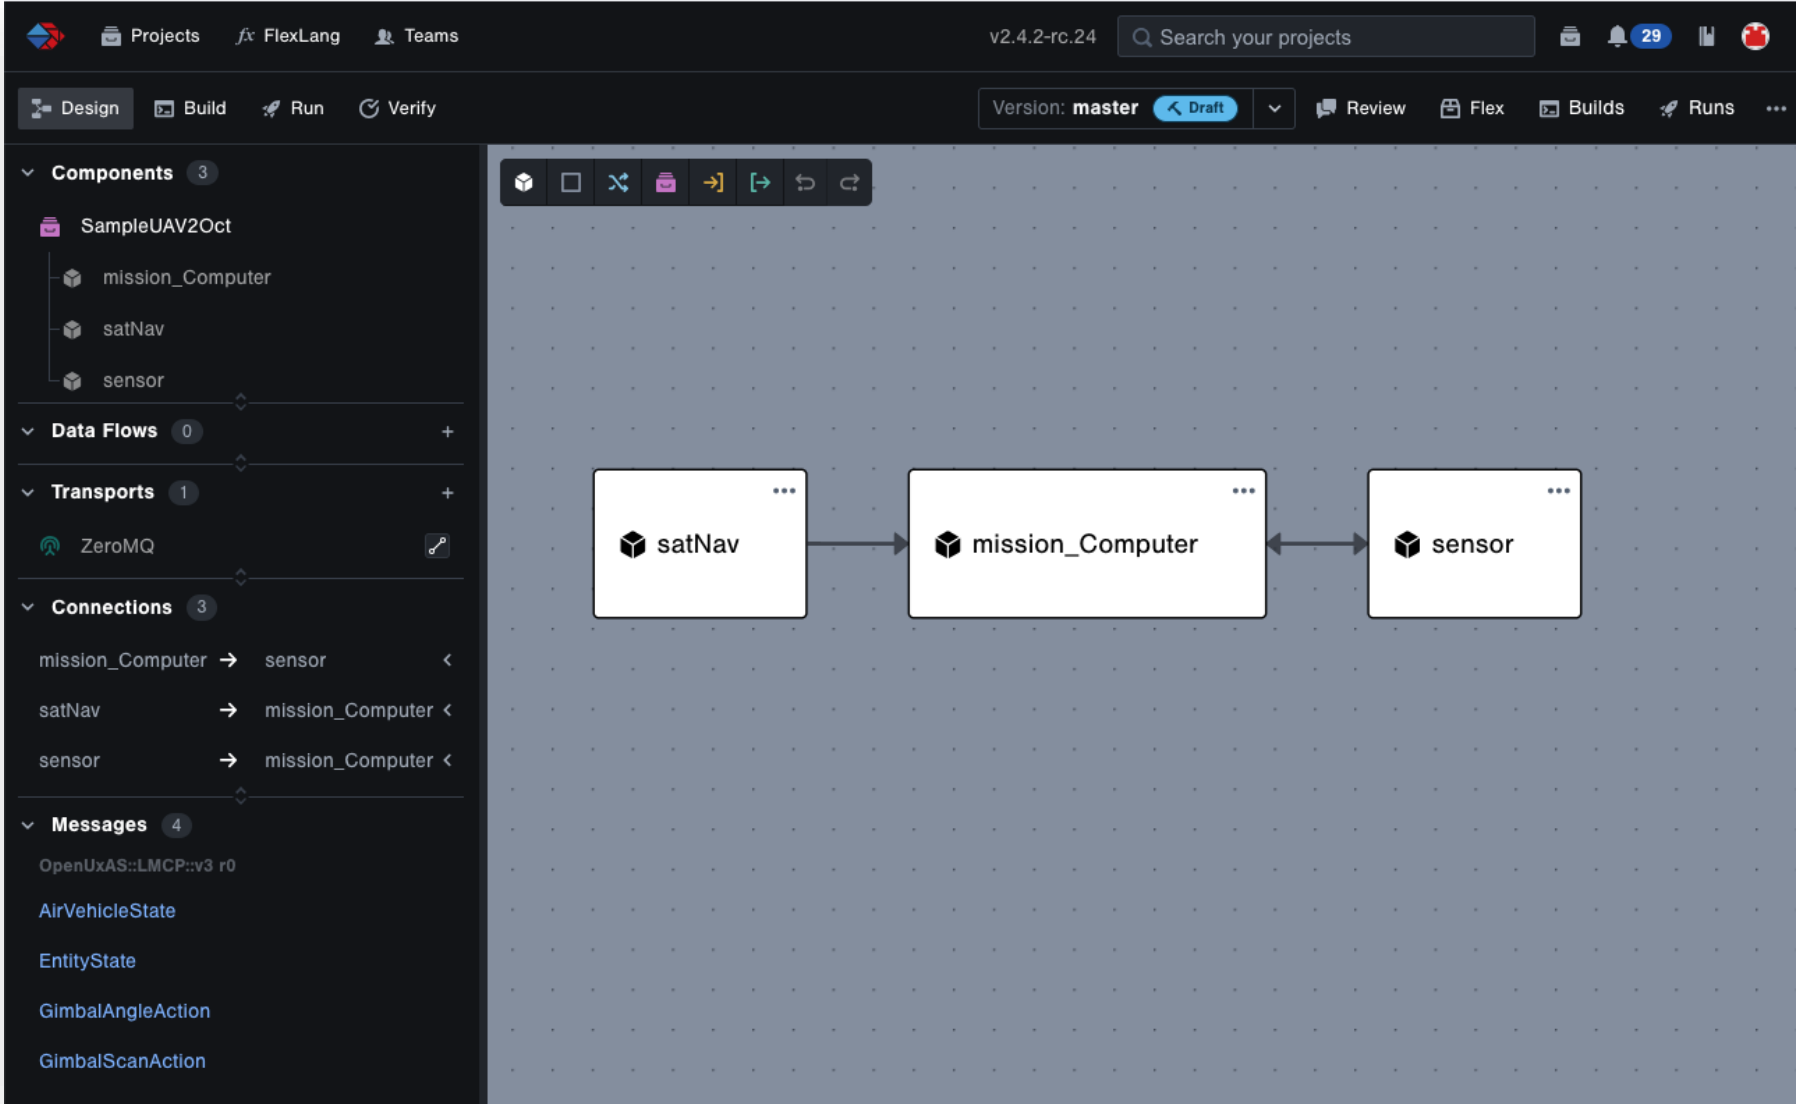 Projects fx FlexLang Teams v2.4.2-rc.24 Search your projects 29
Design Build Run Verify Version: master Draft Review Flex Builds Runs
Components 3
SampleUAV2Oct
mission_Computer
satNav
sensor
Data Flows 0 +
Transports 1 +
ZeroMQ
Connections 3
mission_Computer → sensor
satNav → mission_Computer
sensor → mission_Computer
Messages 4
OpenUxAS::LMCP::v3 r0
AirVehicleState
EntityState
GimbalAngleAction
GimbalScanAction
satNav
mission_Computer
sensor